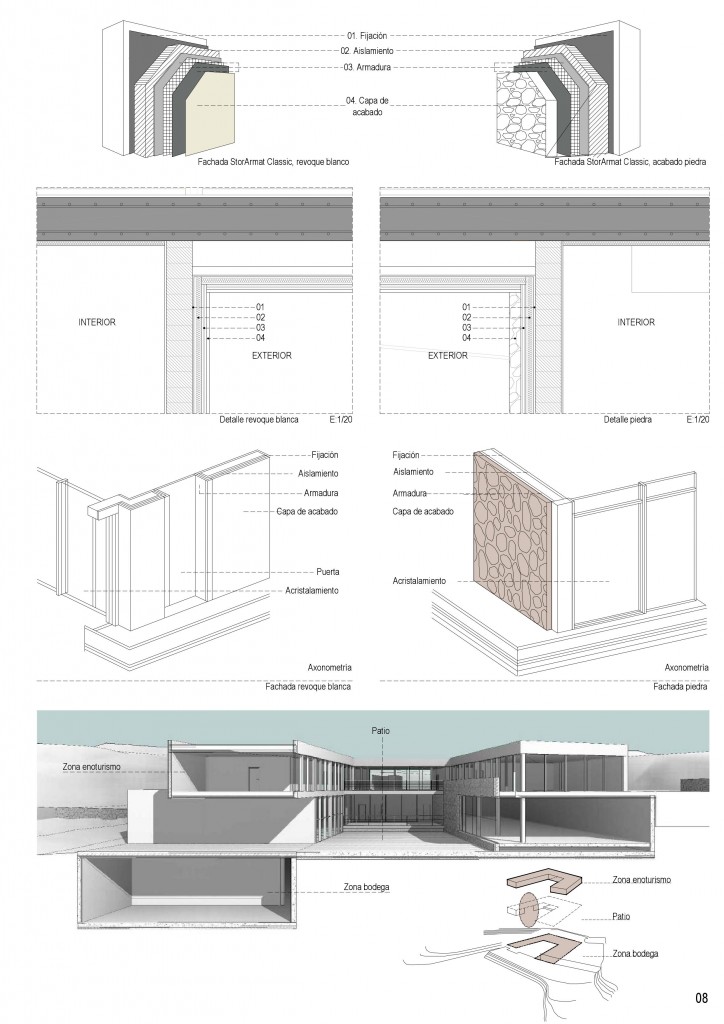 01. Fijación
02. Aislamiento
03. Armadura
04. Capa de
acabado
Fachada StorArmat Classic, revoque blanco
Fachada StorArmat Classic, acabado piedra
INTERIOR
01
02
03
04
EXTERIOR
Detalle revoque blanca
E:1/20
EXTERIOR
01
02
03
04
INTERIOR
Detalle piedra
E:1/20
Fijación
Aislamiento
Armadura
Capa de acabado
Puerta
Acristalamiento
Axonometría
Fachada revoque blanca
Fijación
Aislamiento
Armadura
Capa de acabado
Acristalamiento
Axonometría
Fachada piedra
Patio
Zona enoturismo
Zona bodega
Zona enoturismo
Patio
Zona bodega
08